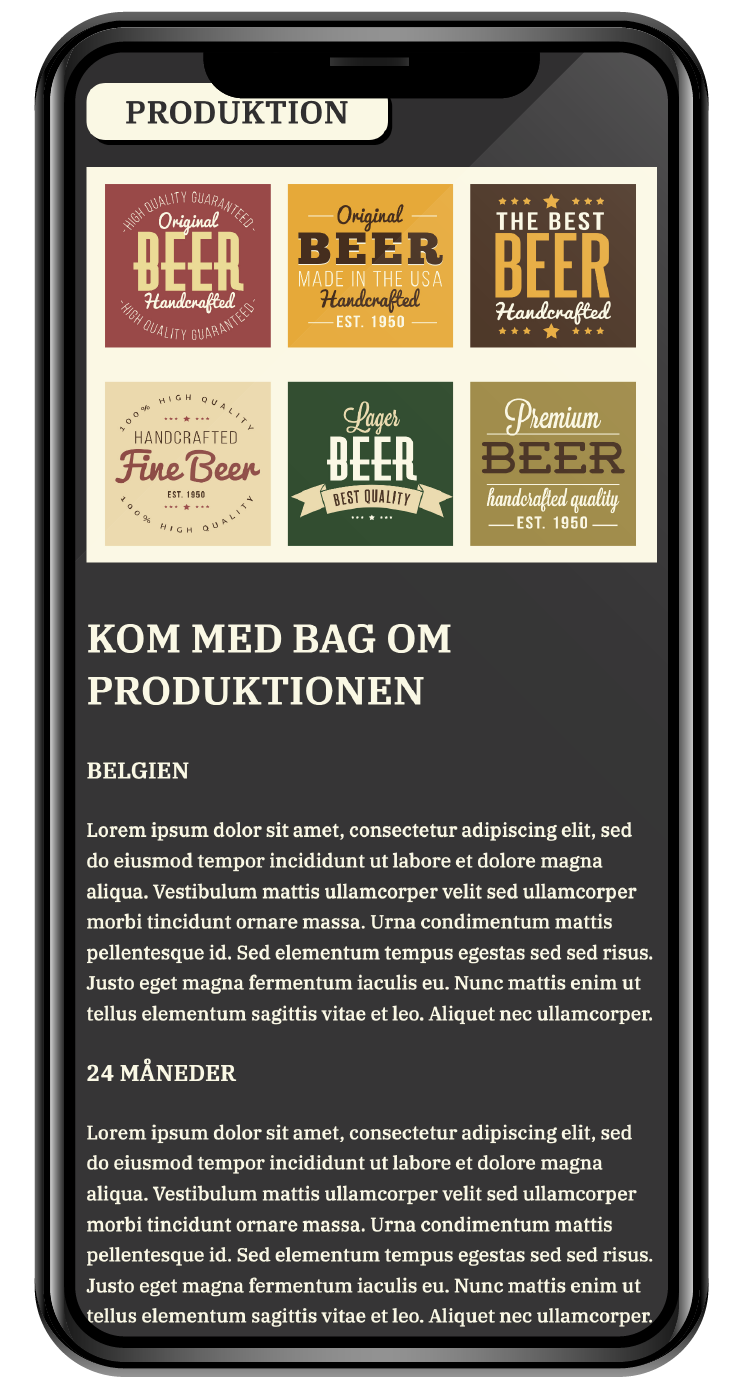 PRODUKTION
HIGH QUALITY GUARANTEED
Original
BEER
Handcrafted
HIGH QUALITY GUARANTEED
Original
BEER
MADE IN THE USA
Handcrafted
EST. 1950
THE BEST
BEER
Handcrafted
100% HIGH QUALITY
HANDCRAFTED
Fine Beer
EST. 1950
100% HIGH QUALITY
Lager
BEER
BEST QUALITY
Premium
BEER
handcrafted quality
EST. 1950
KOM MED BAG OM
PRODUKTIONEN
BELGIEN
Lorem ipsum dolor sit amet, consectetur adipiscing elit, sed
do eiusmod tempor incididunt ut labore et dolore magna
aliqua. Vestibulum mattis ullamcorper velit sed ullamcorper
morbi tincidunt ornare massa. Urna condimentum mattis
pellentesque id. Sed elementum tempus egestas sed sed risus.
Justo eget magna fermentum iaculis eu. Nunc mattis enim ut
tellus elementum sagittis vitae et leo. Aliquet nec ullamcorper.
24 MÅNEDER
Lorem ipsum dolor sit amet, consectetur adipiscing elit, sed
do eiusmod tempor incididunt ut labore et dolore magna
aliqua. Vestibulum mattis ullamcorper velit sed ullamcorper
morbi tincidunt ornare massa. Urna condimentum mattis
pellentesque id. Sed elementum tempus egestas sed sed risus.
Justo eget magna fermentum iaculis eu. Nunc mattis enim ut
tellus elementum sagittis vitae et leo. Aliquet nec ullamcorper.